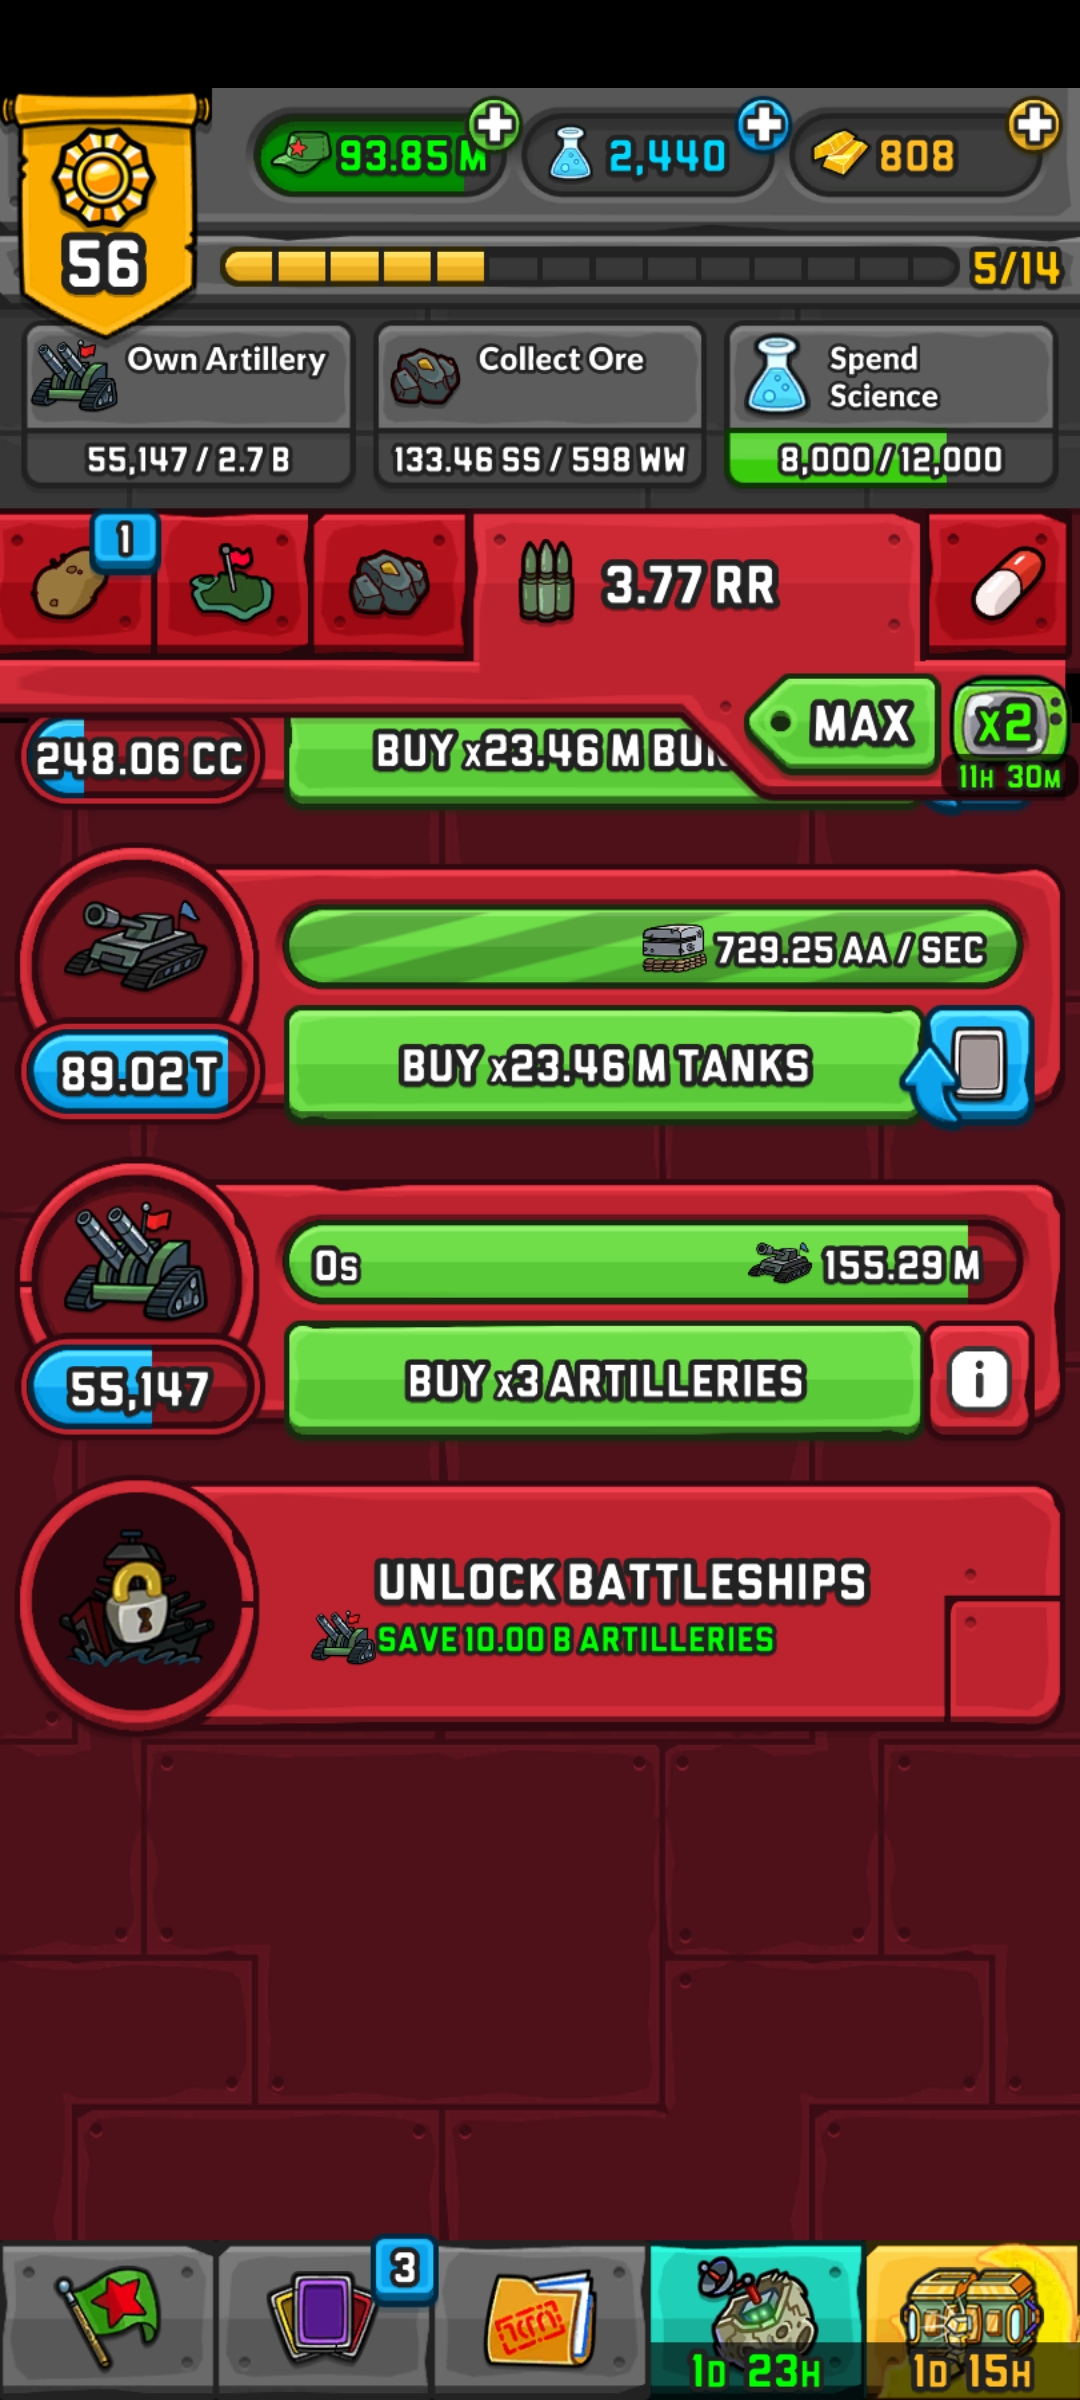 93.85 M
2,440
808
56
5/14
Own Artillery
55,147 / 2.7 B
Collect Ore
133.46 SS / 598 WW
Spend
Science
8,000 / 12,000
1
3.77 RR
MAX
x2
11H 30M
248.06 CC
BUY x23.46 M
729.25 AA / SEC
89.02 T
BUY x23.46 M TANKS
0s
155.29 M
55,147
BUY x3 ARTILLERIES
i
UNLOCK BATTLESHIPS
SAVE 10.00 B ARTILLERIES
3
1D 23H
1D 15H